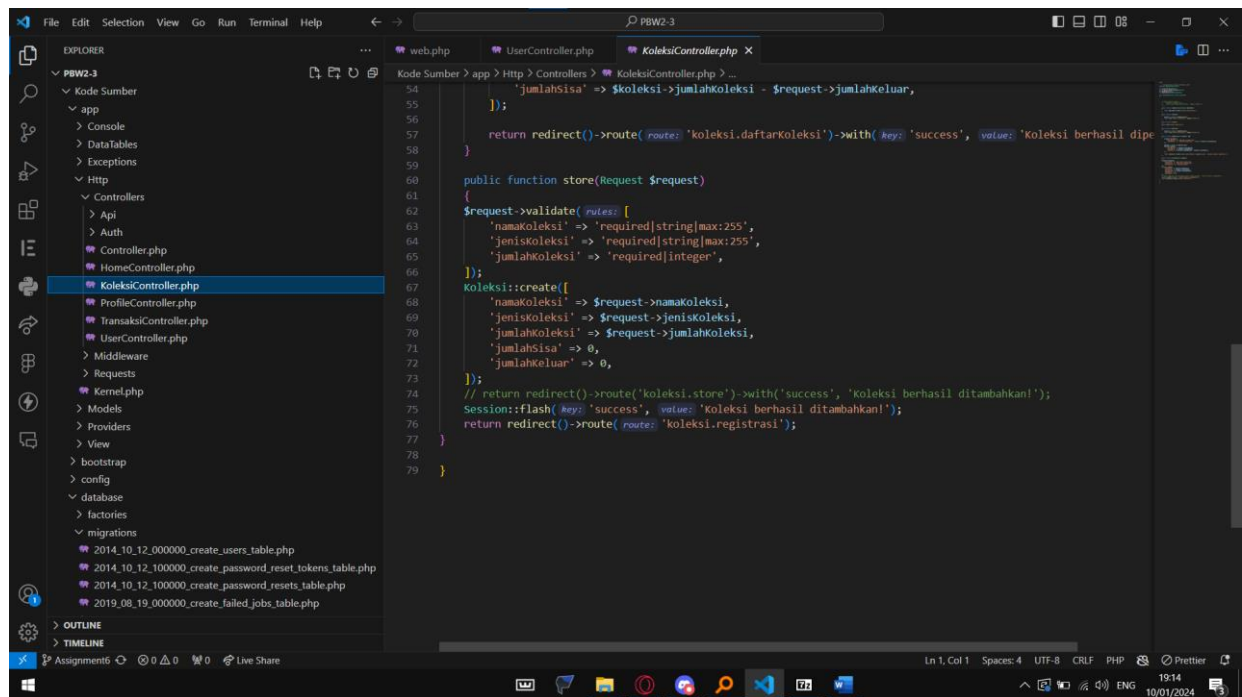 File Edit Selection View Go Run Terminal Help
PBW2-3
EXPLORER
PBW2-3
Kode Sumber
app
Console
DataTables
Exceptions
Http
Controllers
Api
Auth
Controller.php
HomeController.php
KoleksiController.php
ProfileController.php
TransaksiController.php
UserController.php
Middleware
Requests
Kernel.php
Models
Providers
View
bootstrap
config
database
factories
migrations
2014_10_12_000000_create_users_table.php
2014_10_12_100000_create_password_reset_tokens_table.php
2014_10_12_100000_create_password_resets_table.php
2019_08_19_000000_create_failed_jobs_table.php
OUTLINE
TIMELINE
web.php UserController.php KoleksiController.php
Kode Sumber > app > Http > Controllers > KoleksiController.php > ...
54 'jumlahSisa' => $koleksi->jumlahKoleksi - $request->jumlahKeluar,
55 ]);
56
57 return redirect()->route( route: 'koleksi.daftarKoleksi')->with( key: 'success', value: 'Koleksi berhasil dipe
58 }
59
60 public function store(Request $request)
61 {
62 $request->validate( rules: [
63 'namaKoleksi' => 'required|string|max:255',
64 'jenisKoleksi' => 'required|string|max:255',
65 'jumlahKoleksi' => 'required|integer',
66 ]);
67 Koleksi::create([
68 'namaKoleksi' => $request->namaKoleksi,
69 'jenisKoleksi' => $request->jenisKoleksi,
70 'jumlahKoleksi' => $request->jumlahKoleksi,
71 'jumlahSisa' => 0,
72 'jumlahKeluar' => 0,
73 ]);
74 // return redirect()->route('koleksi.store')->with('success', 'Koleksi berhasil ditambahkan!');
75 Session::flash( key: 'success', value: 'Koleksi berhasil ditambahkan!');
76 return redirect()->route( route: 'koleksi.registrasi');
77 }
78
79 }
Assignment6 0 0 0 Live Share Ln 1, Col 1 Spaces: 4 UTF-8 CRLF PHP Prettier
ENG 19:14
10/01/2024